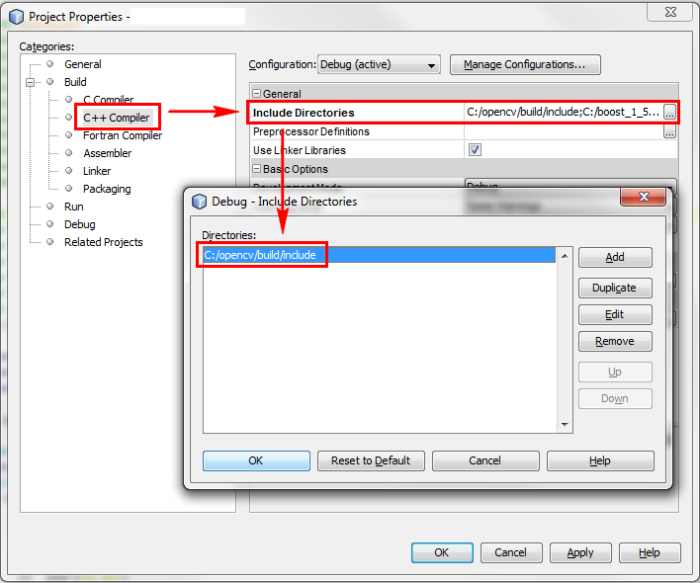 Project Properties -
Categories:
General
Build
C Compiler
C++ Compiler
Fortran Compiler
Assembler
Linker
Packaging
Run
Debug
Related Projects
Configuration: Debug (active) Manage Configurations...
General
Include Directories C:/opencv/build/include;C:/boost_1_5... ...
Preprocessor Definitions ...
Use Linker Libraries
Basic Options
Development Mode Debug
Debug - Include Directories
Directories:
C:/opencv/build/include
Add
Duplicate
Edit
Remove
Up
Down
OK Reset to Default Cancel Help
OK Cancel Apply Help